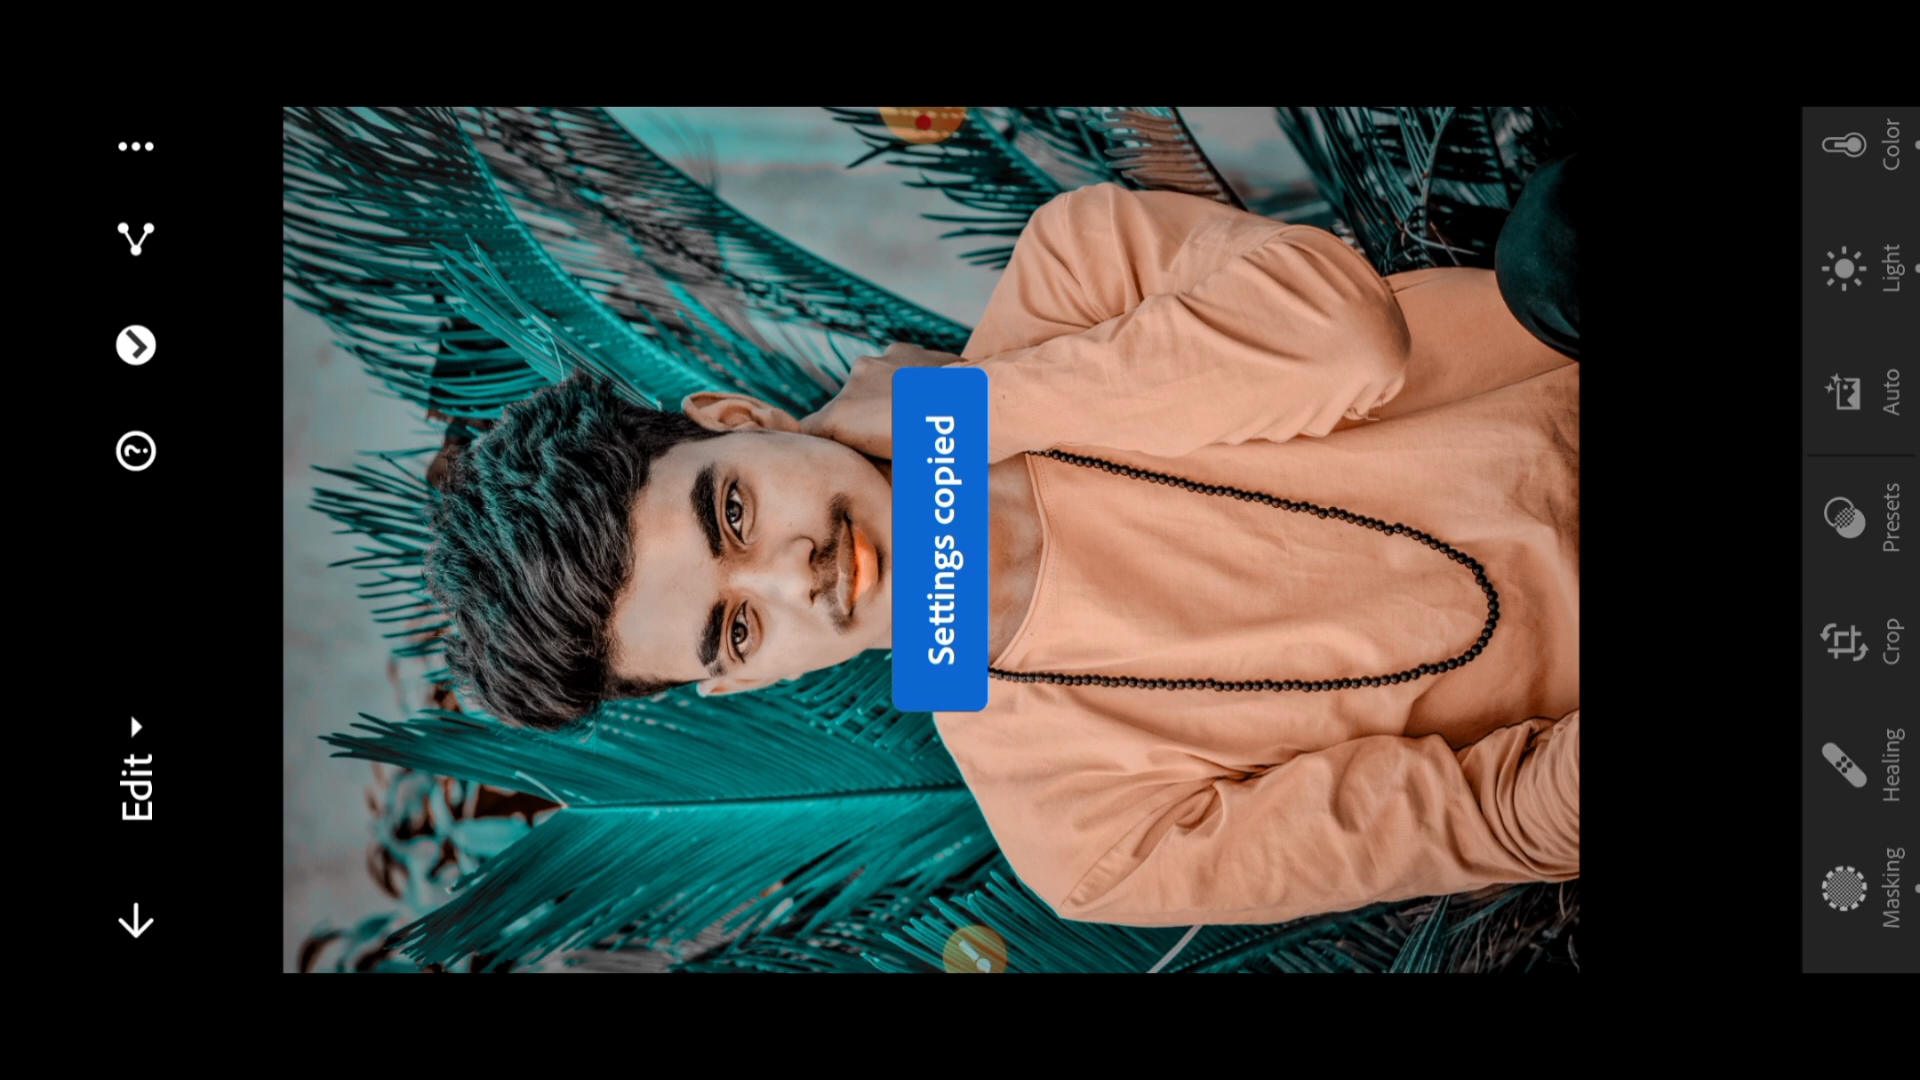 Edit
Settings copied
Masking
Healing
Crop
Presets
Auto
Light
Color